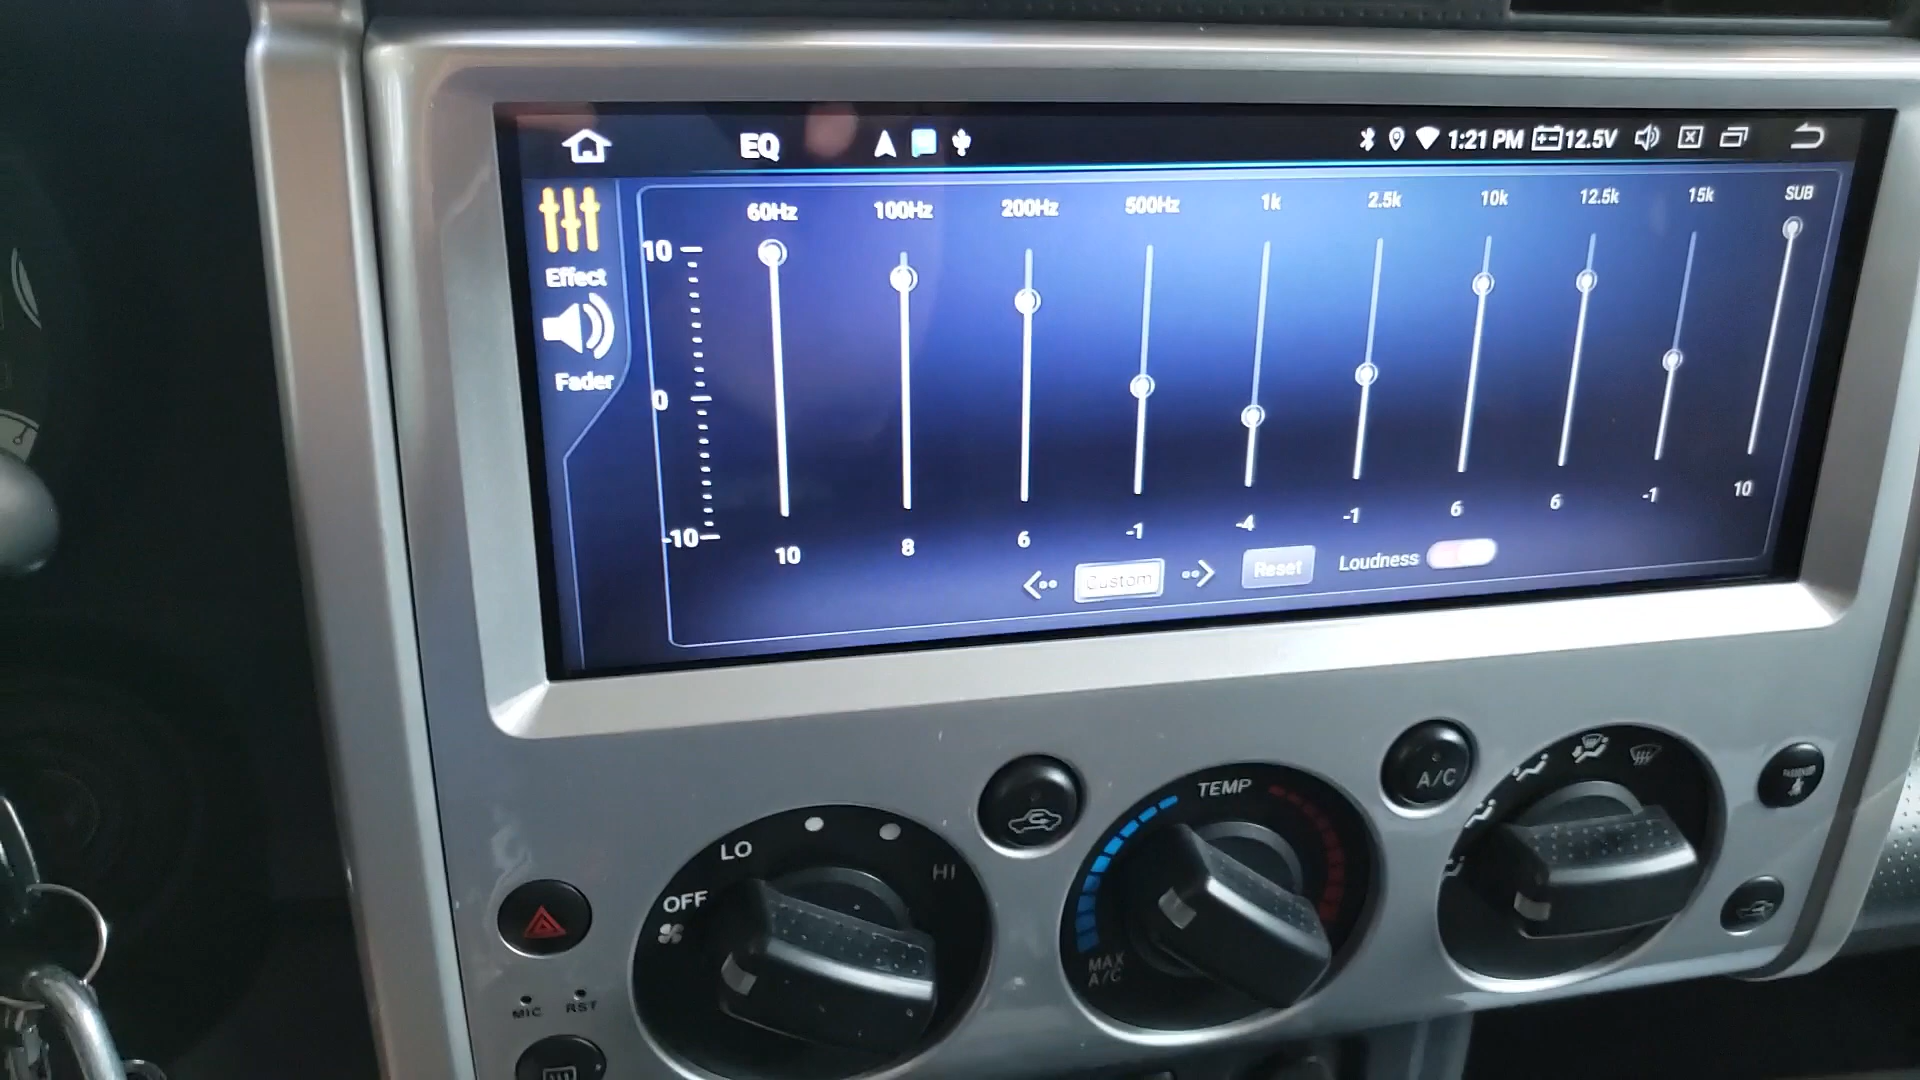 EQ 1:21 PM 12.5V
60Hz 100Hz 200Hz 500Hz 1k 2.5k 10k 12.5k 15k SUB
10
Effect
Fader
0
-10
10 8 6 -1 -4 -1 6 6 -1 10
Custom Reset Loudness
TEMP
A/C
LO
HI
OFF
MAX
A/C
MIC RST